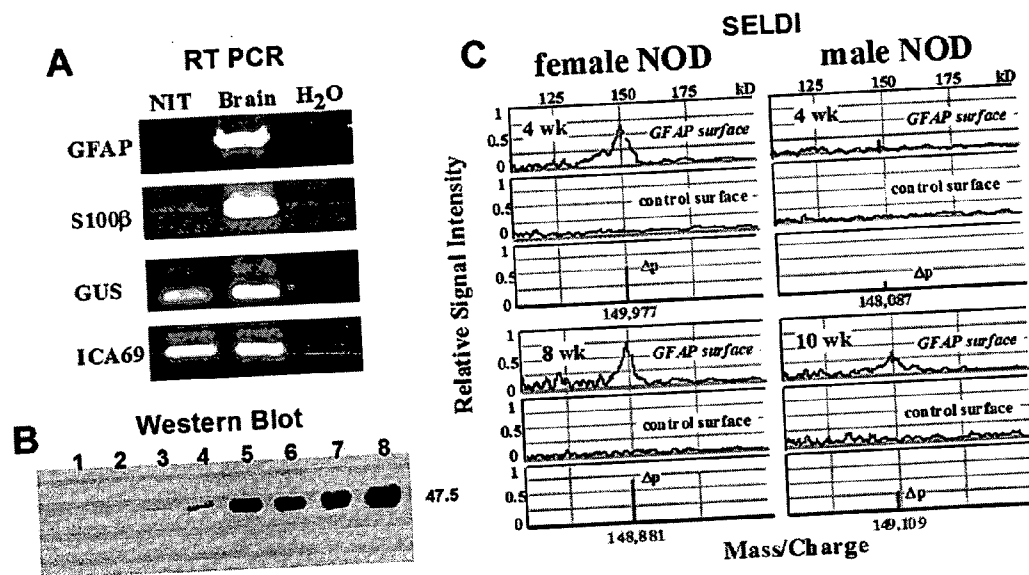 A
RT PCR
NIT Brain H₂O
GFAP
S100β
GUS
ICA69
B
Western Blot
1 2 3 4 5 6 7 8
47.5
C
SELDI
female NOD
male NOD
125 150 175 kD
125 150 175 kD
Relative Signal Intensity
1
0.5
0
4 wk
GFAP surface
4 wk
GFAP surface
1
0.5
0
control surface
control surface
1
0.5
0
Δp
Δp
149,977
148,087
1
0.5
0
8 wk
GFAP surface
10 wk
GFAP surface
1
0.5
0
control surface
control surface
1
0.5
0
Δp
Δp
148,881
149,109
Mass/Charge